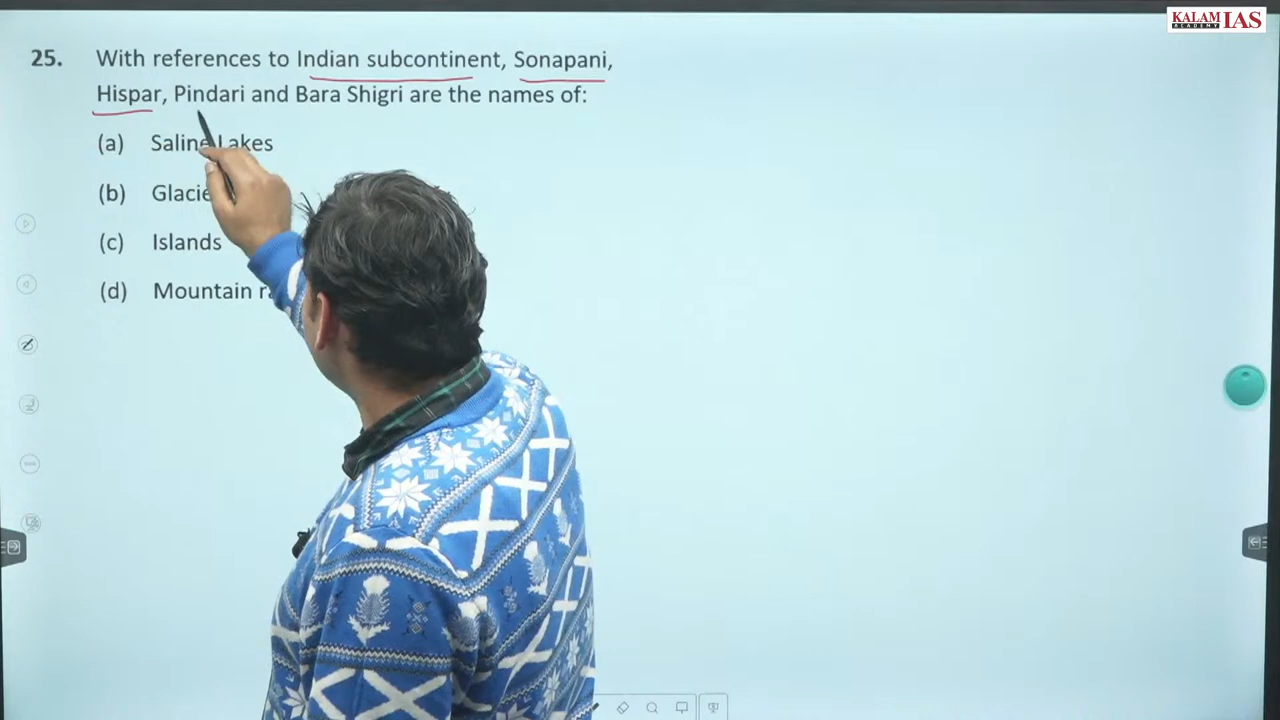 KALAM IAS
ACADEMY
25. With references to Indian subcontinent, Sonapani,
Hispar, Pindari and Bara Shigri are the names of:
(a) Saline Lakes
(b)
(c) Islands
(d) Mountain